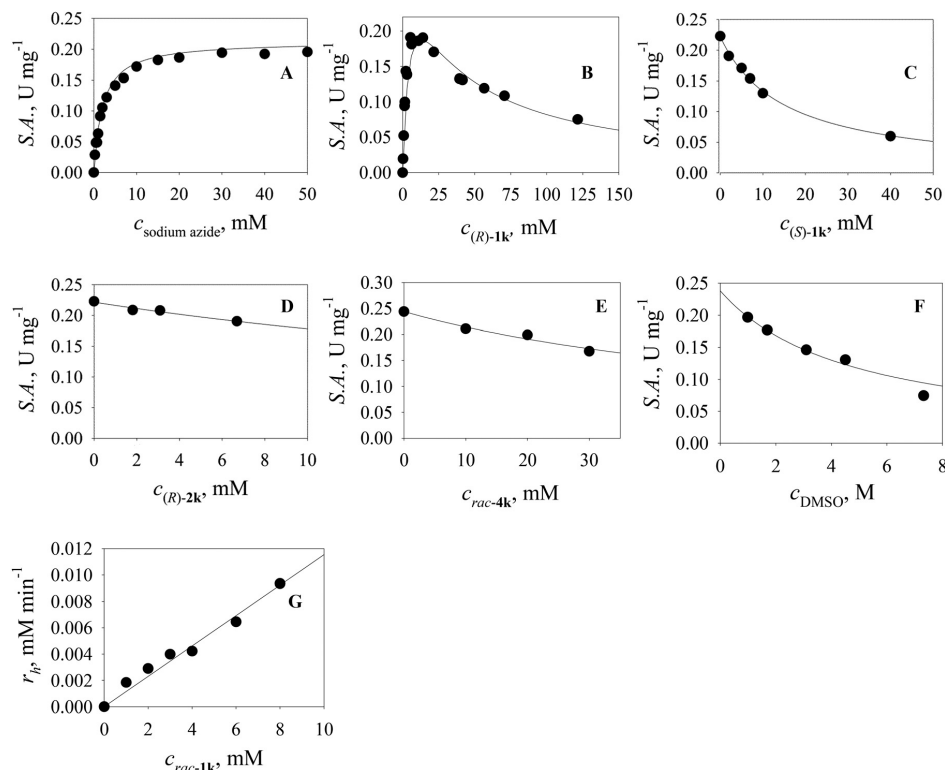 A
S.A., U mg⁻¹
0.25
0.20
0.15
0.10
0.05
0.00
0 10 20 30 40 50
c sodium azide, mM
B
S.A., U mg⁻¹
0.20
0.15
0.10
0.05
0.00
0 25 50 75 100 125 150
c (R)-1k, mM
C
S.A., U mg⁻¹
0.25
0.20
0.15
0.10
0.05
0.00
0 10 20 30 40 50
c (S)-1k, mM
D
S.A., U mg⁻¹
0.25
0.20
0.15
0.10
0.05
0.00
0 2 4 6 8 10
c (R)-2k, mM
E
S.A., U mg⁻¹
0.30
0.25
0.20
0.15
0.10
0.05
0.00
0 10 20 30
c rac-4k, mM
F
S.A., U mg⁻¹
0.25
0.20
0.15
0.10
0.05
0.00
0 2 4 6 8
c DMSO, M
G
r h, mM min⁻¹
0.012
0.010
0.008
0.006
0.004
0.002
0.000
0 2 4 6 8 10
c rac-1k, mM